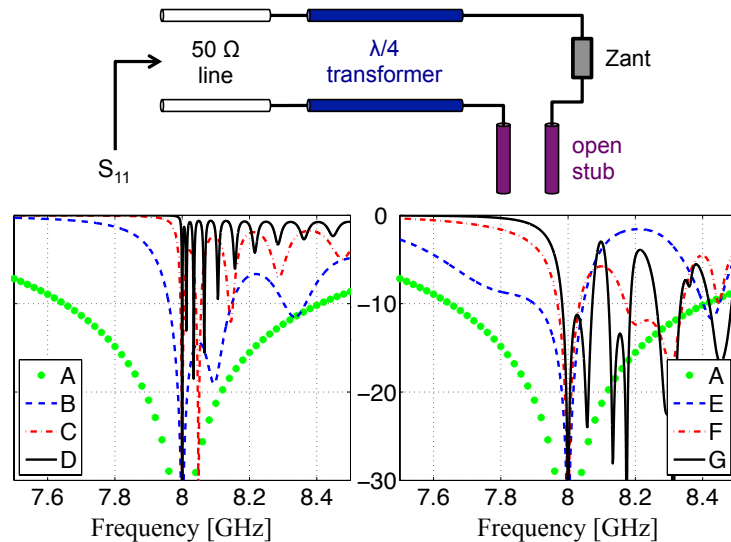 50 Ω
line
λ/4
transformer
Zant
S11
open
stub
A
B
C
D
7.6 7.8 8 8.2 8.4
Frequency [GHz]
0
−10
−20
−30
A
E
F
G
7.6 7.8 8 8.2 8.4
Frequency [GHz]